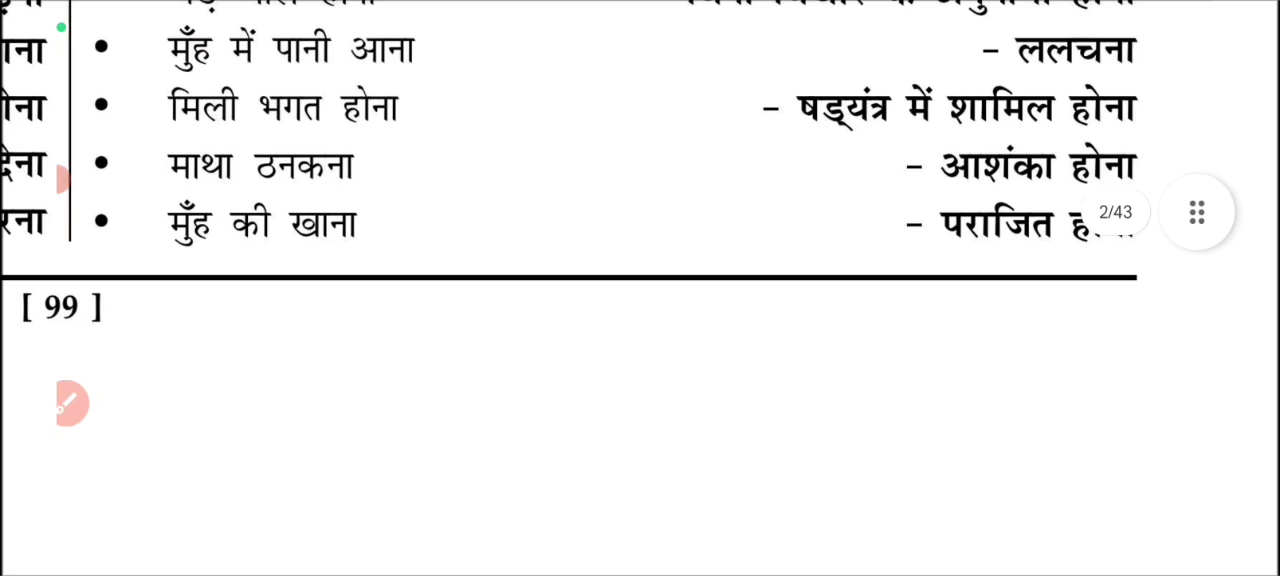 मुँह में पानी आना – ललचना
मिली भगत होना – षड्यंत्र में शामिल होना
माथा ठनकना – आशंका होना
मुँह की खाना – पराजित
2/43
[ 99 ]